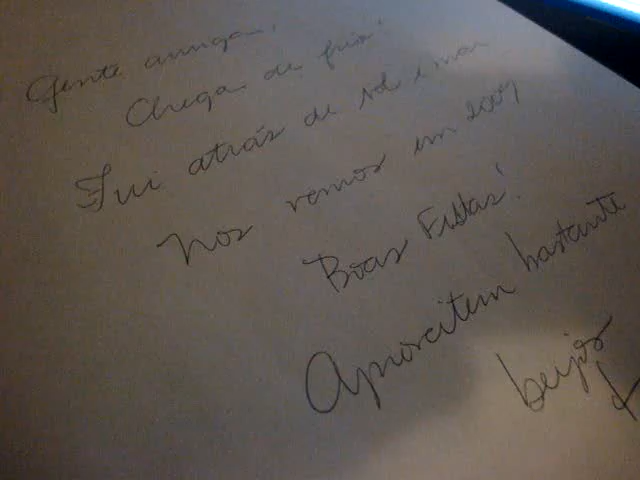 Gente amiga,
Chega de frio!
Fui atrás de sol e mar
Nos vemos em 2009
Boas Festas!
Aproveitem bastante
beijos